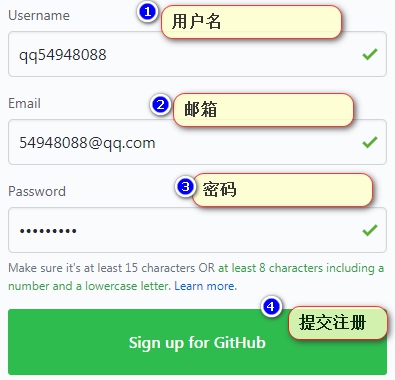 Username
1 用户名
qq54948088
Email
2 邮箱
54948088@qq.com
Password
3 密码
•••••••••
Make sure it's at least 15 characters OR at least 8 characters including a
number and a lowercase letter. Learn more.
4 提交注册
Sign up for GitHub